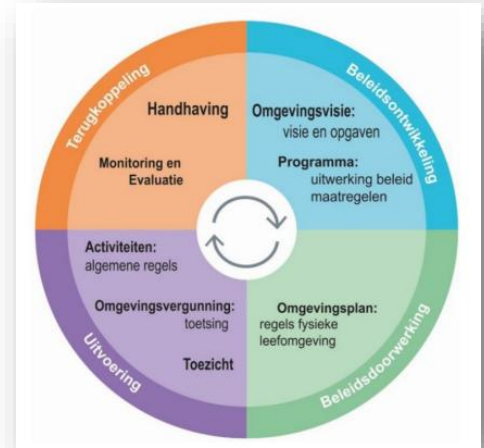 Beleidsontwikkeling
Omgevingsvisie:
visie en opgaven
Programma:
uitwerking beleid
maatregelen
Beleidsdoorwerking
Omgevingsplan:
regels fysieke
leefomgeving
Uitvoering
Activiteiten:
algemene regels
Omgevingsvergunning:
toetsing
Toezicht
Terugkoppeling
Handhaving
Monitoring en
Evaluatie